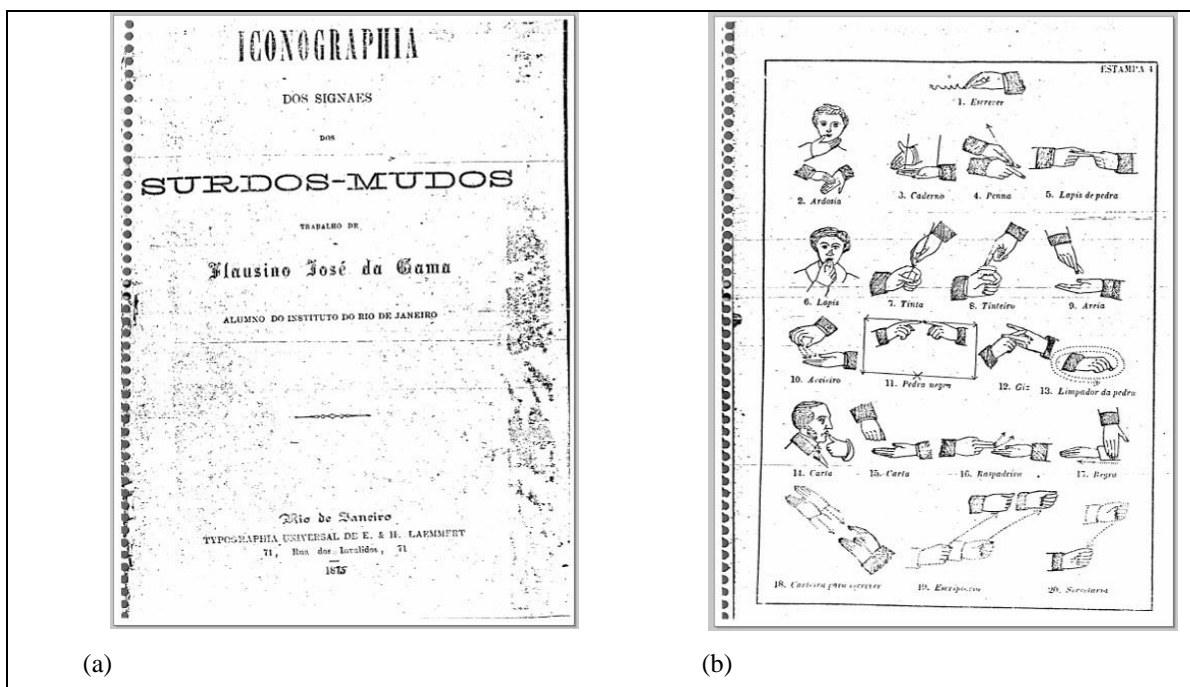 ICONOGRAPHIA
DOS SIGNAES
DOS
SURDOS-MUDOS
TRABALHO DE
Flausino José da Gama
ALUMNO DO INSTITUTO DO RIO DE JANEIRO
Rio de Janeiro
TYPOGRAPHIA UNIVERSAL DE E. & H. LAEMMERT
71, Rua dos Invalidos, 71
1875
(a)
ESTAMPA 4
1. Escrever
2. Ardosia
3. Caderno
4. Penna
5. Lapis de pedra
6. Lapis
7. Tinta
8. Tinteiro
9. Areia
10. Areieiro
11. Pedra negra
12. Giz
13. Limpador da pedra
14. Carta
15. Carta
16. Raspadeira
17. Regra
18. Carteira para escrever
19. Escriptorio
20. Secretaria
(b)